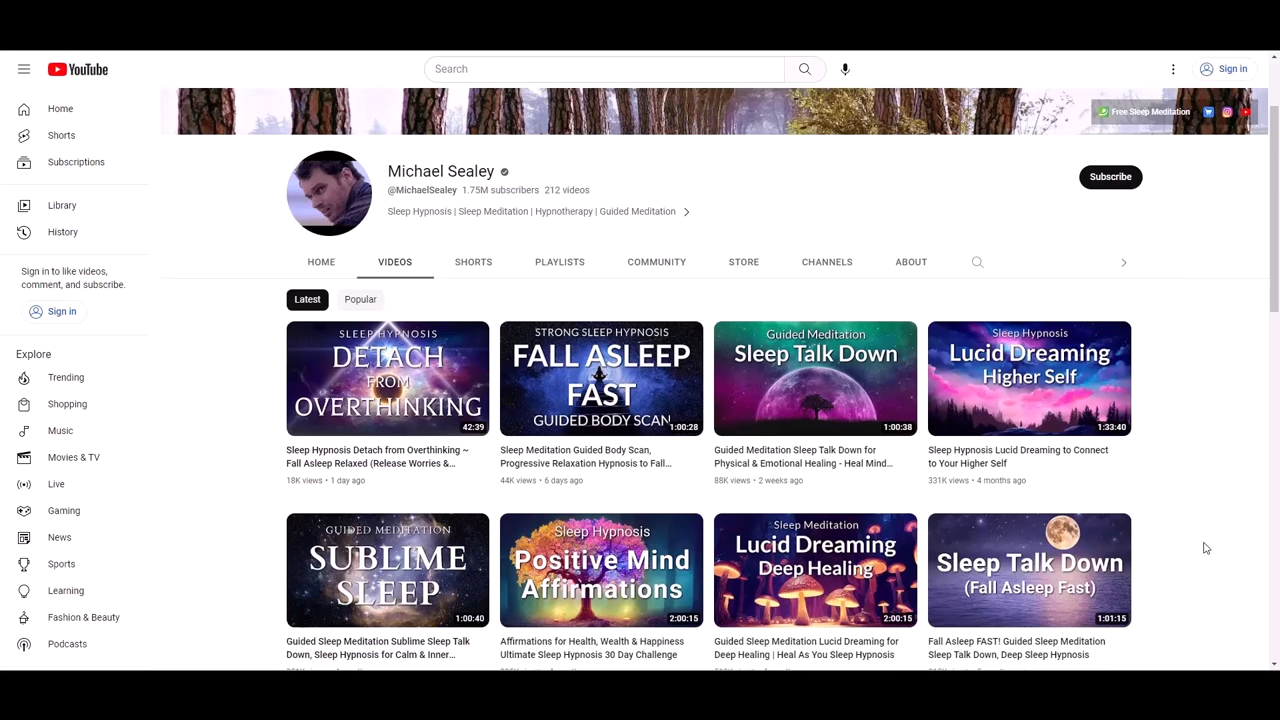 YouTube
Search
Sign in
Home
Shorts
Subscriptions
Library
History
Sign in to like videos,
comment, and subscribe.
Sign in
Explore
Trending
Shopping
Music
Movies & TV
Live
Gaming
News
Sports
Learning
Fashion & Beauty
Podcasts
Free Sleep Meditation
Michael Sealey
@MichaelSealey 1.75M subscribers 212 videos
Sleep Hypnosis | Sleep Meditation | Hypnotherapy | Guided Meditation
Subscribe
HOME VIDEOS SHORTS PLAYLISTS COMMUNITY STORE CHANNELS ABOUT
Latest Popular
SLEEP HYPNOSIS
DETACH
FROM
OVERTHINKING
42:39
Sleep Hypnosis Detach from Overthinking ~
Fall Asleep Relaxed (Release Worries &...
18K views • 1 day ago
STRONG SLEEP HYPNOSIS
FALL ASLEEP
FAST
GUIDED BODY SCAN
1:00:28
Sleep Meditation Guided Body Scan,
Progressive Relaxation Hypnosis to Fall...
44K views • 6 days ago
Guided Meditation
Sleep Talk Down
1:00:38
Guided Meditation Sleep Talk Down for
Physical & Emotional Healing - Heal Mind...
88K views • 2 weeks ago
Sleep Hypnosis
Lucid Dreaming
Higher Self
1:33:40
Sleep Hypnosis Lucid Dreaming to Connect
to Your Higher Self
331K views • 4 months ago
GUIDED MEDITATION
SUBLIME
SLEEP
1:00:40
Guided Sleep Meditation Sublime Sleep Talk
Down, Sleep Hypnosis for Calm & Inner...
Sleep Hypnosis
Positive Mind
Affirmations
2:00:15
Affirmations for Health, Wealth & Happiness
Ultimate Sleep Hypnosis 30 Day Challenge
Sleep Meditation
Lucid Dreaming
Deep Healing
2:00:15
Guided Sleep Meditation Lucid Dreaming for
Deep Healing | Heal As You Sleep Hypnosis
Sleep Talk Down
(Fall Asleep Fast)
1:01:15
Fall Asleep FAST! Guided Sleep Meditation
Sleep Talk Down, Deep Sleep Hypnosis